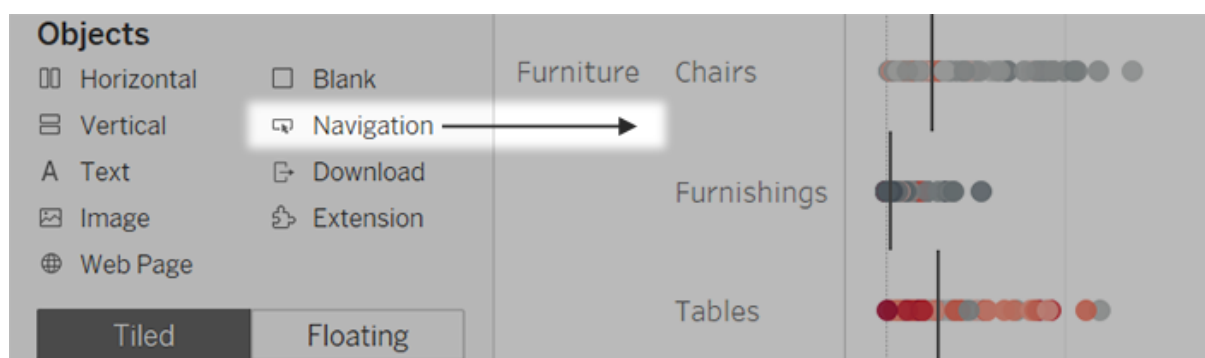 Objects
Horizontal
Blank
Vertical
Navigation
Text
Download
Image
Extension
Web Page
Tiled
Floating
Furniture
Chairs
Furnishings
Tables